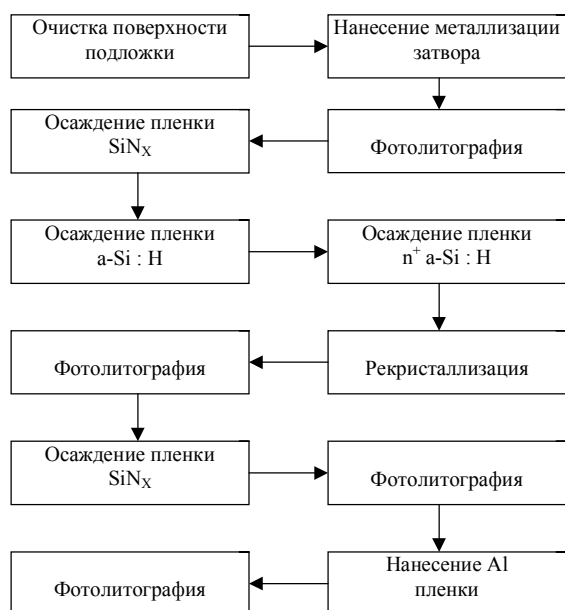 Очистка поверхности
подложки
Нанесение металлизации
затвора
Осаждение пленки
SiNX
Фотолитография
Осаждение пленки
a-Si : H
Осаждение пленки
n+ a-Si : H
Фотолитография
Рекристаллизация
Осаждение пленки
SiNX
Фотолитография
Фотолитография
Нанесение Al
пленки